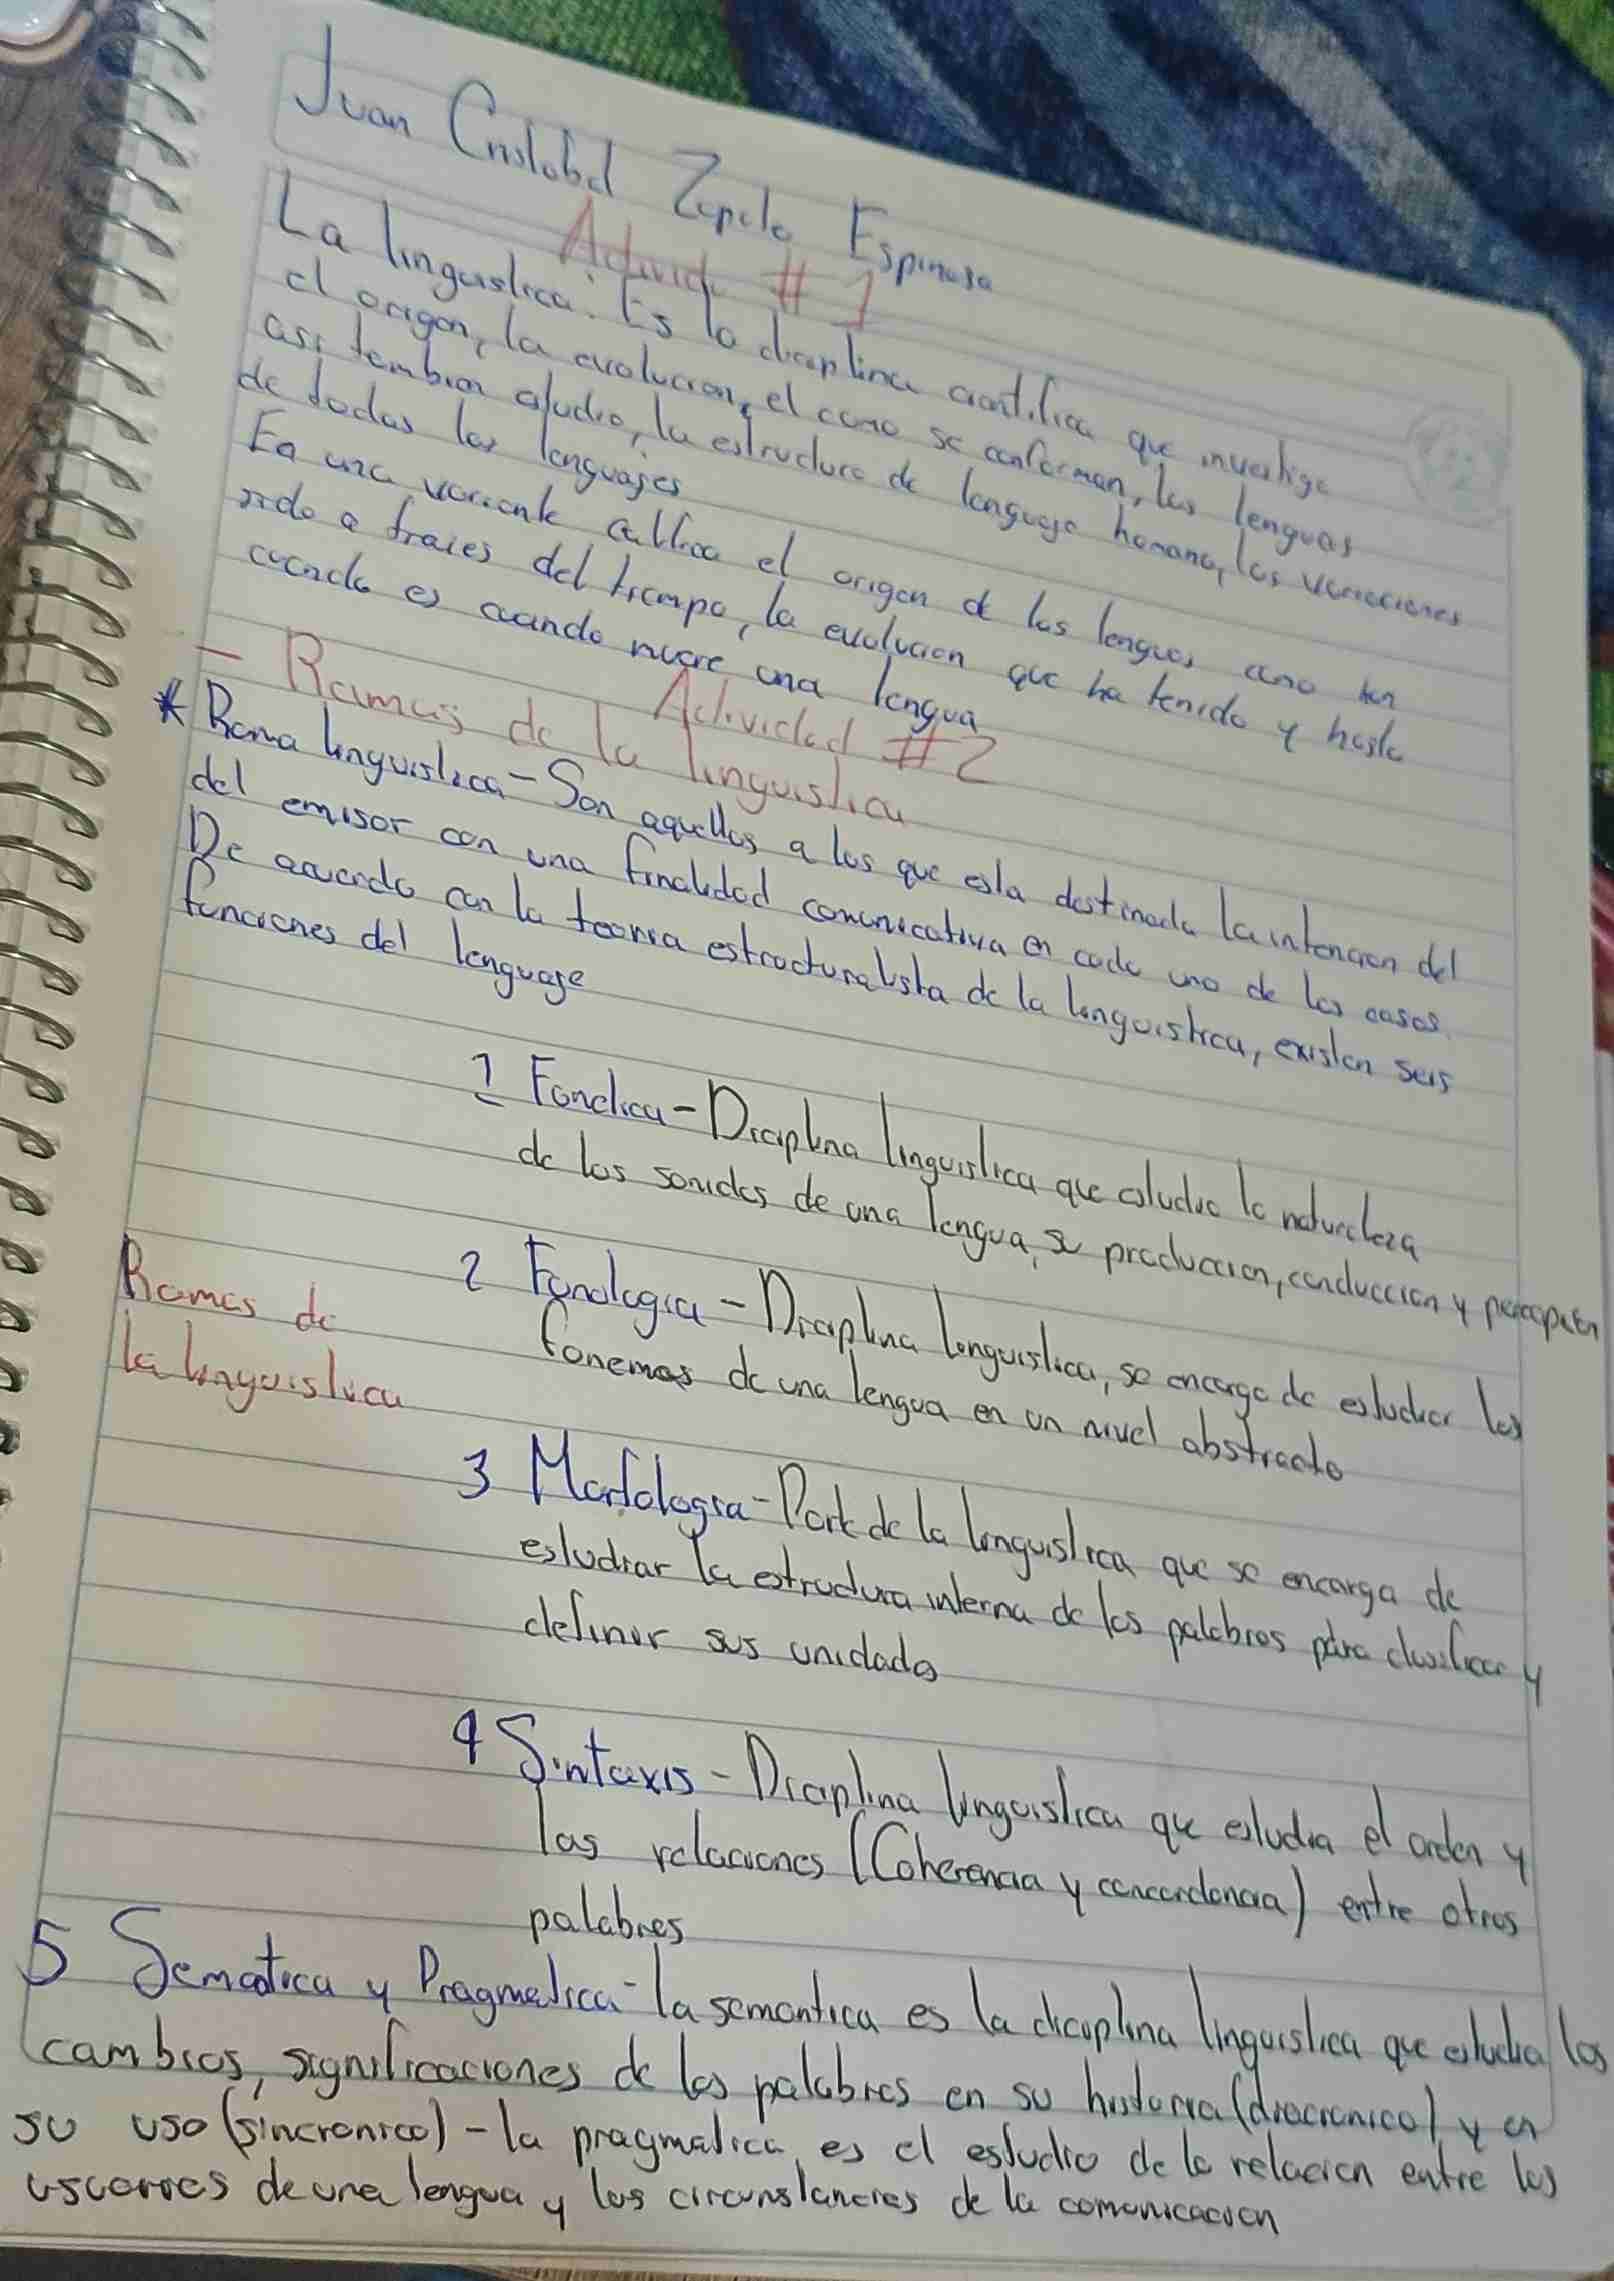 Juan Cristobal Zepeda Espinosa
Actividad #1
La linguistica: Es la diciplina cientifica que investiga
el origen, la evolucion, el como se conforman, las lenguas
asi tembien estudia, la estructura de lenguaje humano, las variaciones
de todas los lenguajes
En una variante critica el origen de las lenguas como han
sido a traves del tiempo, la evolucion que ha tenido y hasta
cuando es cuando muere una lengua
Actividad #2
- Ramas de la linguistica
* Rama linguistica - Son aquellas a las que esta destinada la intencion del
del emisor con una finalidad comunicativa en cada uno de los casos.
De acuerdo con la teoria estructuralista de la linguistica, existen seis
funciones del lenguaje
1 Fonetica - Diciplina linguistica que estudia la naturaleza
de los sonidos de una lengua, su produccion, conduccion y percepcion
2 Fonologia - Diciplina linguistica, se encarga de estudiar los
fonemas de una lengua en un nivel abstracto
Ramas de
la linguistica
3 Morfologia - Parte de la linguistica que se encarga de
estudiar la estructura interna de las palabras para clasificar y
definir sus unidades
4 Sintaxis - Diciplina linguistica que estudia el orden y
las relaciones (Coherencia y concordancia) entre otras
palabras
5 Sematica y Pragmatica - la semantica es la diciplina linguistica que estudia los
cambios, significaciones de las palabras en su historia (diacronico) y en
su uso (sincronico) - la pragmatica es el estudio de la relacion entre los
usuarios de una lengua y las circunstancias de la comunicacion